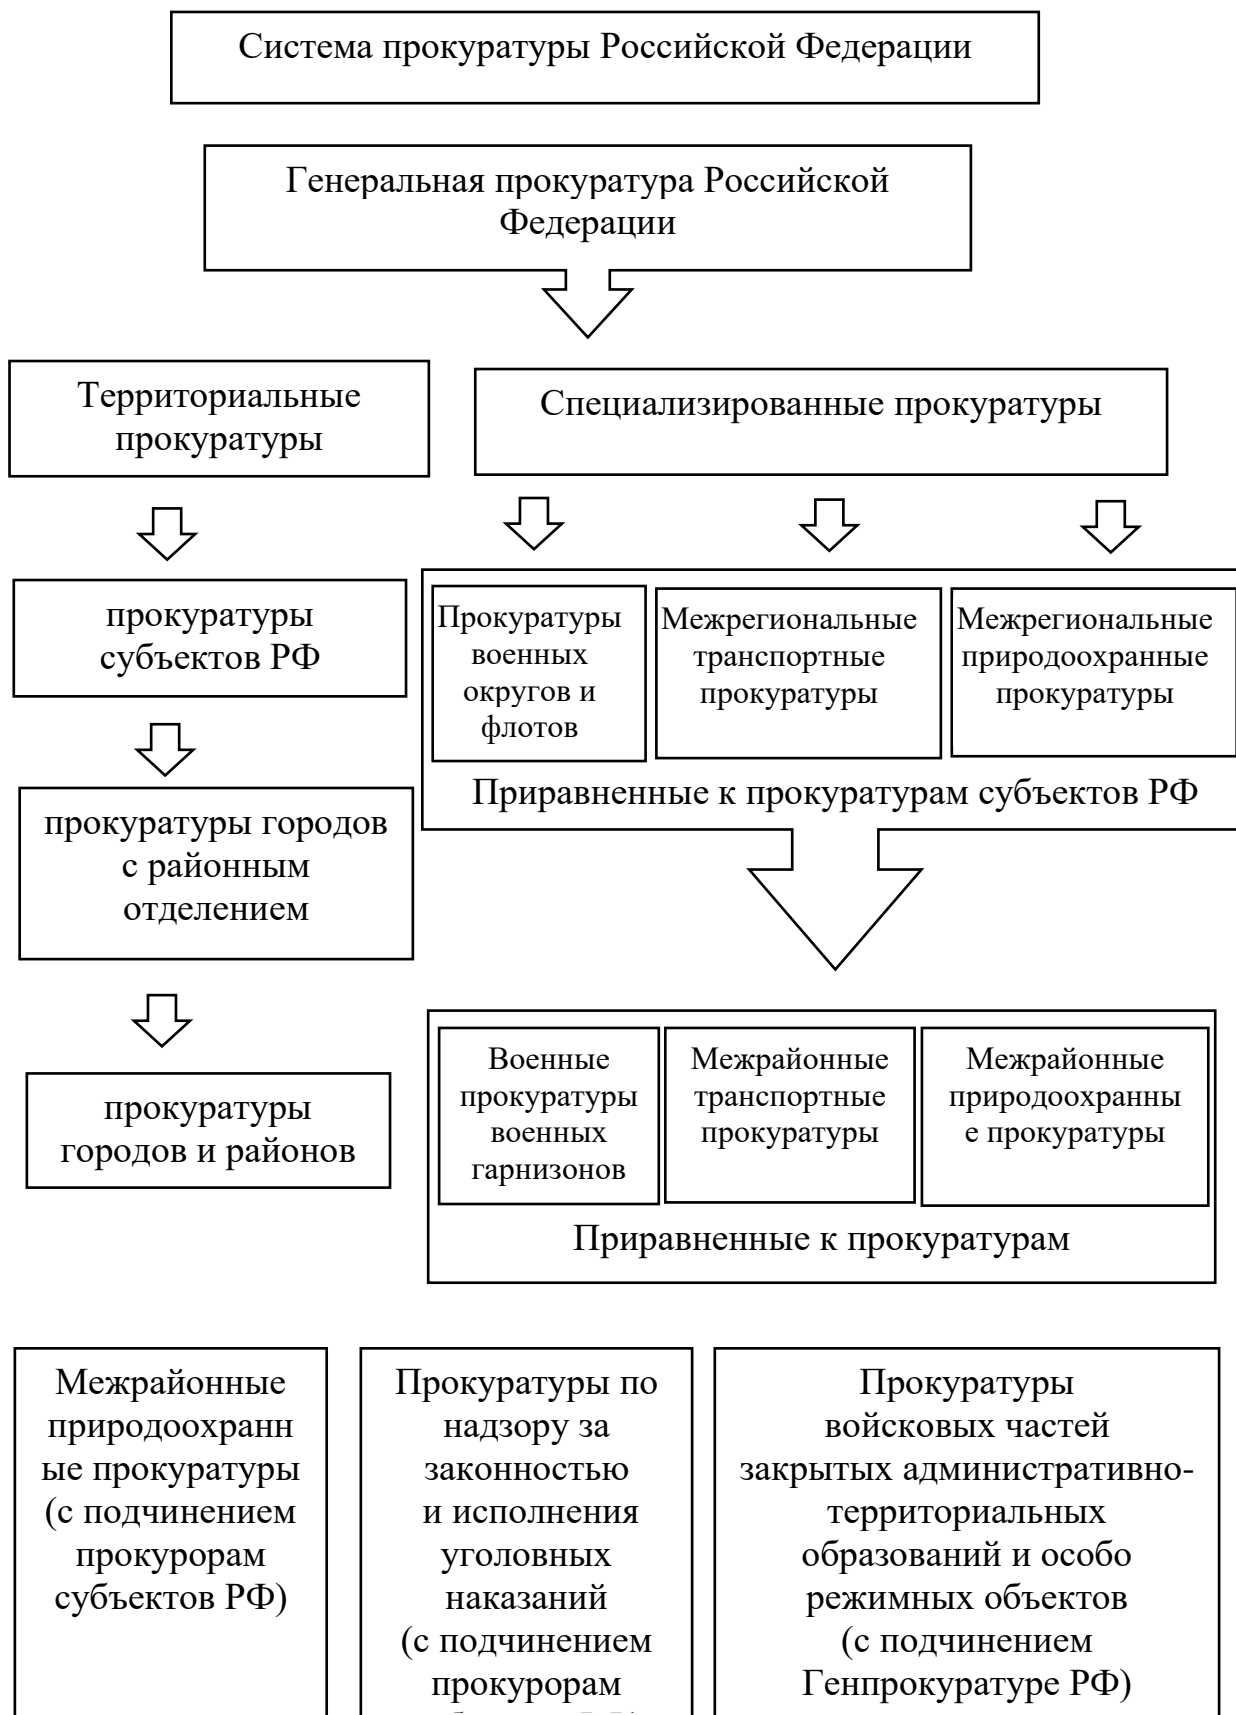 Система прокуратуры Российской Федерации
Генеральная прокуратура Российской
Федерации
Территориальные
прокуратуры
Специализированные прокуратуры
прокуратуры
субъектов РФ
прокуратуры городов
с районным
отделением
прокуратуры
городов и районов
Прокуратуры
военных
округов и
флотов
Межрегиональные
транспортные
прокуратуры
Межрегиональные
природоохранные
прокуратуры
Приравненные к прокуратурам субъектов РФ
Военные
прокуратуры
военных
гарнизонов
Межрайонные
транспортные
прокуратуры
Межрайонные
природоохранны
е прокуратуры
Приравненные к прокуратурам
Межрайонные
природоохранн
ые прокуратуры
(с подчинением
прокурорам
субъектов РФ)
Прокуратуры по
надзору за
законностью
и исполнения
уголовных
наказаний
(с подчинением
прокурорам
Прокуратуры
войсковых частей
закрытых административно-
территориальных
образований и особо
режимных объектов
(с подчинением
Генпрокуратуре РФ)